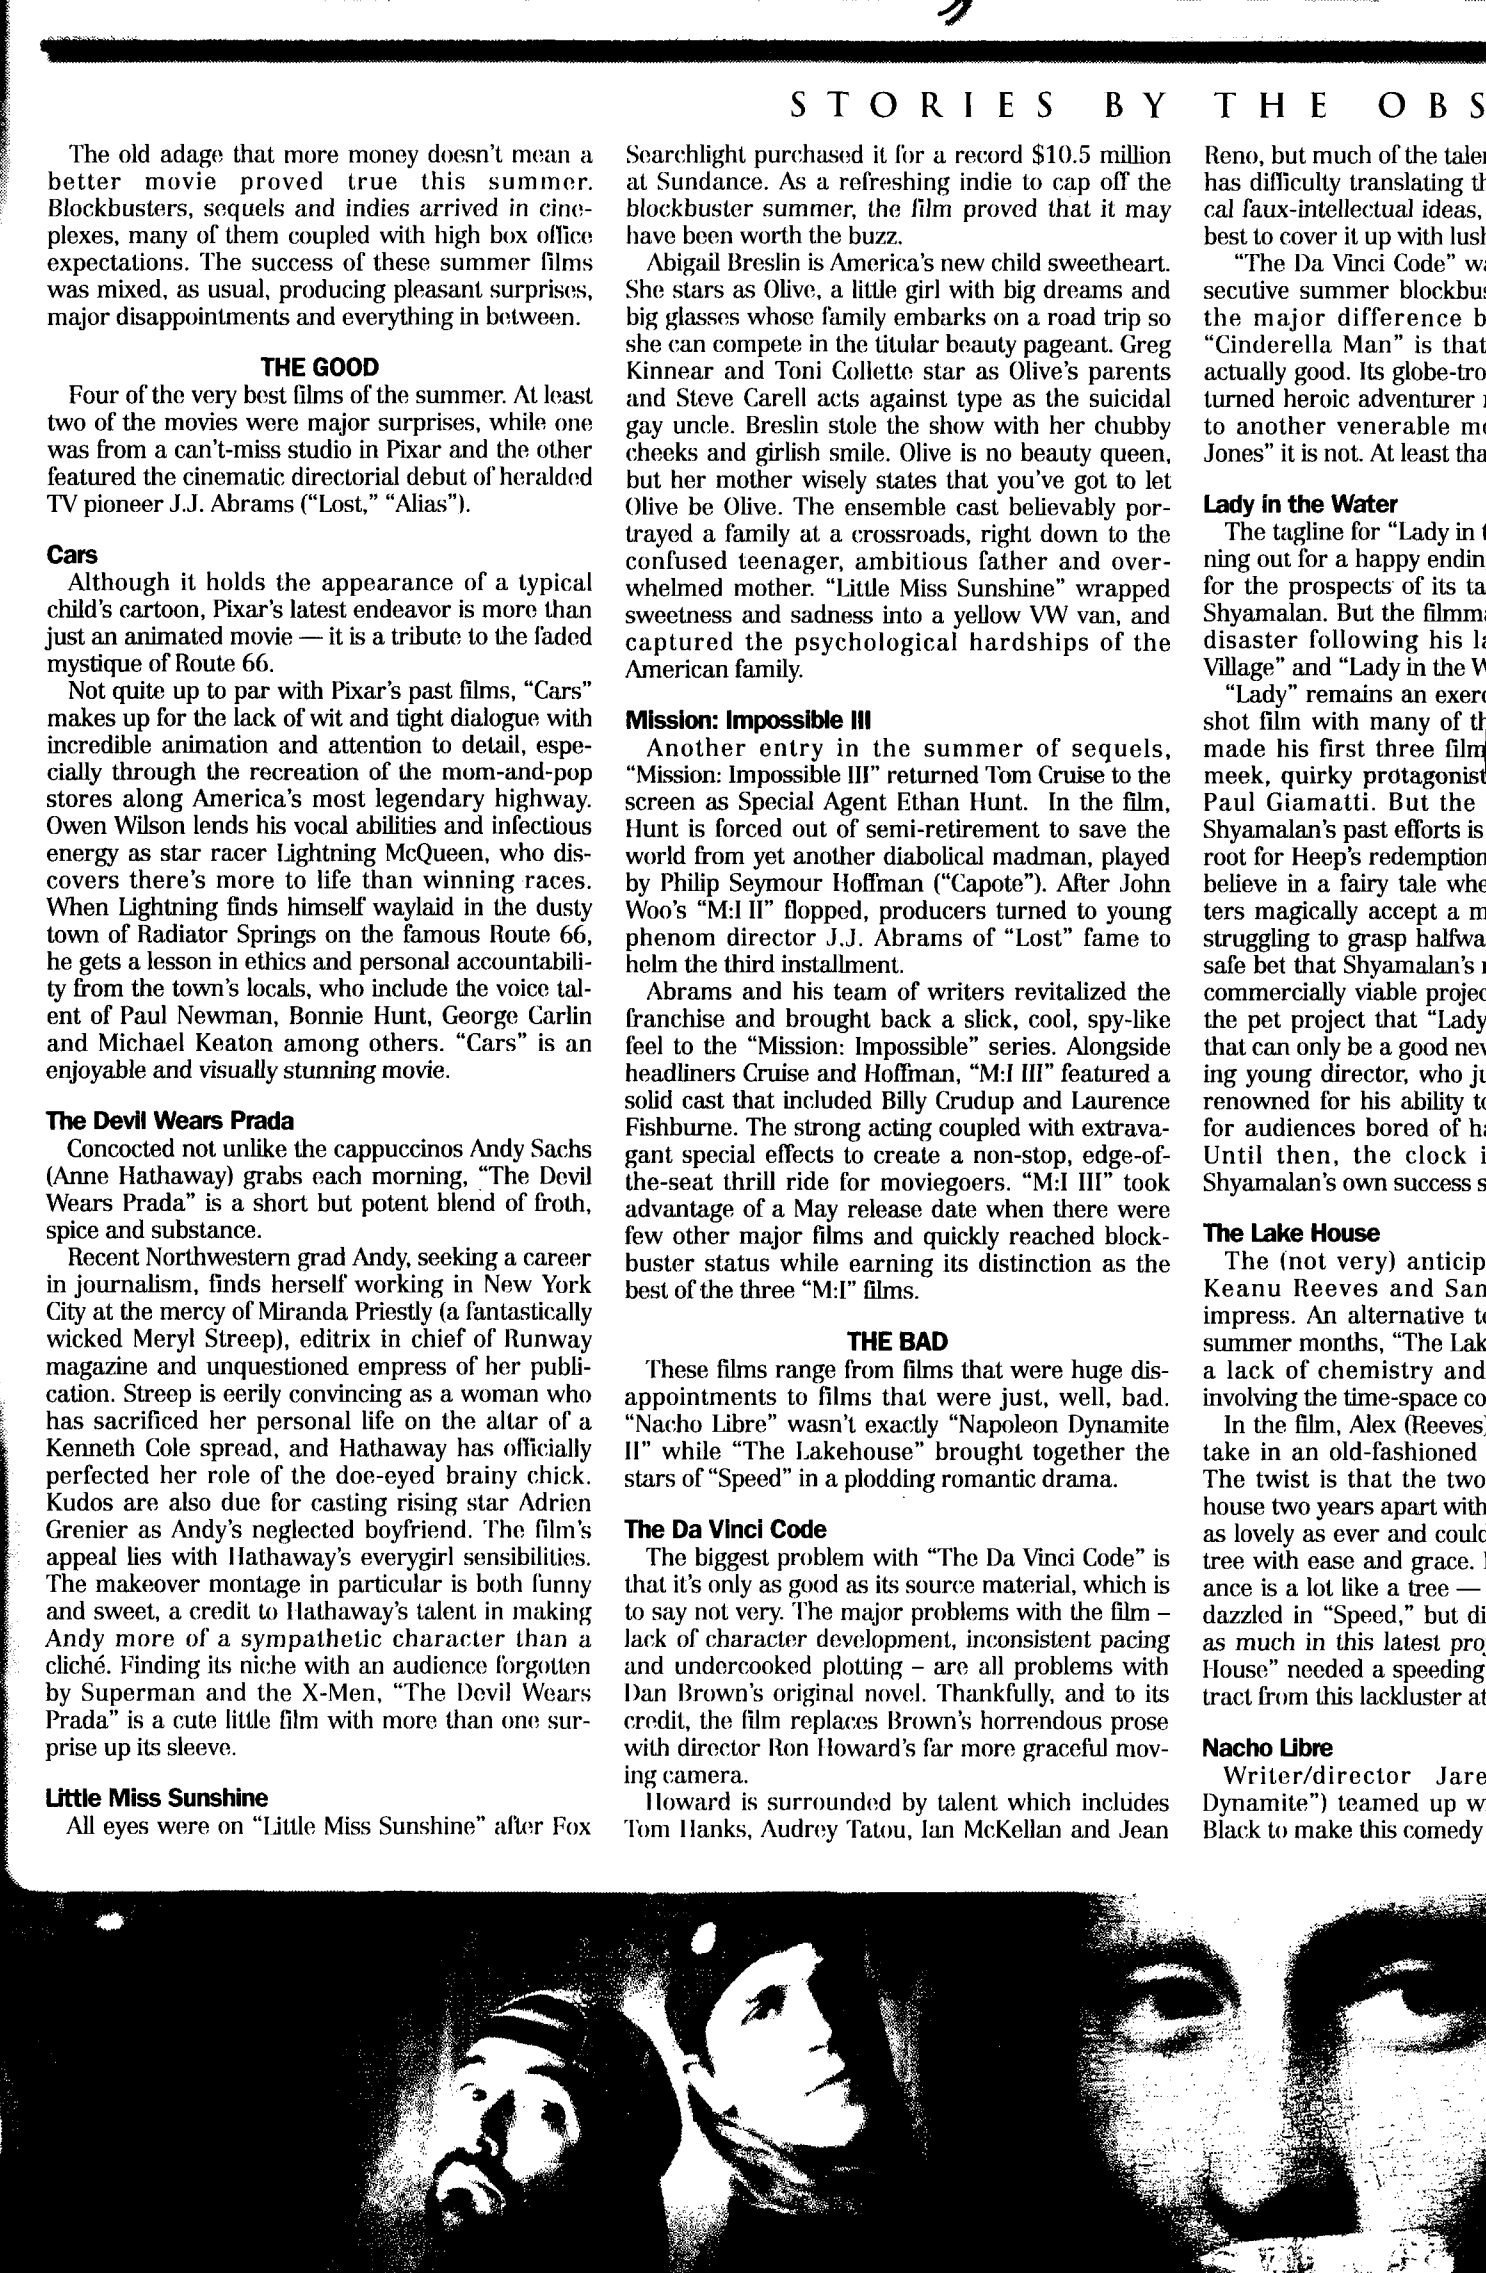 STORIES BY THE OBS
The old adage that more money doesn't mean a
better movie proved true this summer.
Blockbusters, sequels and indies arrived in cine-
plexes, many of them coupled with high box office
expectations. The success of these summer films
was mixed, as usual, producing pleasant surprises,
major disappointments and everything in between.
THE GOOD
Four of the very best films of the summer. At least
two of the movies were major surprises, while one
was from a can't-miss studio in Pixar and the other
featured the cinematic directorial debut of heralded
TV pioneer J.J. Abrams (“Lost,” “Alias”).
Cars
Although it holds the appearance of a typical
child's cartoon, Pixar's latest endeavor is more than
just an animated movie — it is a tribute to the faded
mystique of Route 66.
Not quite up to par with Pixar's past films, “Cars”
makes up for the lack of wit and tight dialogue with
incredible animation and attention to detail, espe-
cially through the recreation of the mom-and-pop
stores along America's most legendary highway.
Owen Wilson lends his vocal abilities and infectious
energy as star racer Lightning McQueen, who dis-
covers there's more to life than winning races.
When Lightning finds himself waylaid in the dusty
town of Radiator Springs on the famous Route 66,
he gets a lesson in ethics and personal accountabili-
ty from the town's locals, who include the voice tal-
ent of Paul Newman, Bonnie Hunt, George Carlin
and Michael Keaton among others. “Cars” is an
enjoyable and visually stunning movie.
The Devil Wears Prada
Concocted not unlike the cappuccinos Andy Sachs
(Anne Hathaway) grabs each morning, “The Devil
Wears Prada” is a short but potent blend of froth,
spice and substance.
Recent Northwestern grad Andy, seeking a career
in journalism, finds herself working in New York
City at the mercy of Miranda Priestly (a fantastically
wicked Meryl Streep), editrix in chief of Runway
magazine and unquestioned empress of her publi-
cation. Streep is eerily convincing as a woman who
has sacrificed her personal life on the altar of a
Kenneth Cole spread, and Hathaway has officially
perfected her role of the doe-eyed brainy chick.
Kudos are also due for casting rising star Adrien
Grenier as Andy's neglected boyfriend. The film's
appeal lies with Hathaway's everygirl sensibilities.
The makeover montage in particular is both funny
and sweet, a credit to Hathaway's talent in making
Andy more of a sympathetic character than a
cliché. Finding its niche with an audience forgotten
by Superman and the X-Men, “The Devil Wears
Prada” is a cute little film with more than one sur-
prise up its sleeve.
Little Miss Sunshine
All eyes were on “Little Miss Sunshine” after Fox
Searchlight purchased it for a record $10.5 million
at Sundance. As a refreshing indie to cap off the
blockbuster summer, the film proved that it may
have been worth the buzz.
Abigail Breslin is America's new child sweetheart.
She stars as Olive, a little girl with big dreams and
big glasses whose family embarks on a road trip so
she can compete in the titular beauty pageant. Greg
Kinnear and Toni Collette star as Olive's parents
and Steve Carell acts against type as the suicidal
gay uncle. Breslin stole the show with her chubby
cheeks and girlish smile. Olive is no beauty queen,
but her mother wisely states that you've got to let
Olive be Olive. The ensemble cast believably por-
trayed a family at a crossroads, right down to the
confused teenager, ambitious father and over-
whelmed mother. “Little Miss Sunshine” wrapped
sweetness and sadness into a yellow VW van, and
captured the psychological hardships of the
American family.
Mission: Impossible III
Another entry in the summer of sequels,
“Mission: Impossible III” returned Tom Cruise to the
screen as Special Agent Ethan Hunt. In the film,
Hunt is forced out of semi-retirement to save the
world from yet another diabolical madman, played
by Philip Seymour Hoffman (“Capote”). After John
Woo's “M:I II” flopped, producers turned to young
phenom director J.J. Abrams of “Lost” fame to
helm the third installment.
Abrams and his team of writers revitalized the
franchise and brought back a slick, cool, spy-like
feel to the “Mission: Impossible” series. Alongside
headliners Cruise and Hoffman, “M:I III” featured a
solid cast that included Billy Crudup and Laurence
Fishburne. The strong acting coupled with extrava-
gant special effects to create a non-stop, edge-of-
the-seat thrill ride for moviegoers. “M:I III” took
advantage of a May release date when there were
few other major films and quickly reached block-
buster status while earning its distinction as the
best of the three “M:I” films.
THE BAD
These films range from films that were huge dis-
appointments to films that were just, well, bad.
“Nacho Libre” wasn't exactly “Napoleon Dynamite
II” while “The Lakehouse” brought together the
stars of “Speed” in a plodding romantic drama.
The Da Vinci Code
The biggest problem with “The Da Vinci Code” is
that it's only as good as its source material, which is
to say not very. The major problems with the film –
lack of character development, inconsistent pacing
and undercooked plotting – are all problems with
Dan Brown's original novel. Thankfully, and to its
credit, the film replaces Brown's horrendous prose
with director Ron Howard's far more graceful mov-
ing camera.
Howard is surrounded by talent which includes
Tom Hanks, Audrey Tatou, Ian McKellan and Jean
Reno, but much of the tale
has difficulty translating th
cal faux-intellectual ideas,
best to cover it up with lush
“The Da Vinci Code” wa
secutive summer blockbus
the major difference b
“Cinderella Man” is that
actually good. Its globe-tro
turned heroic adventurer
to another venerable mo
Jones” it is not. At least tha
Lady in the Water
The tagline for “Lady in t
ning out for a happy endin
for the prospects of its ta
Shyamalan. But the filmma
disaster following his la
Village” and “Lady in the W
“Lady” remains an exerc
shot film with many of th
made his first three film
meek, quirky protagonist
Paul Giamatti. But the
Shyamalan's past efforts is
root for Heep's redemption
believe in a fairy tale whe
ters magically accept a m
struggling to grasp halfwa
safe bet that Shyamalan's
commercially viable projec
the pet project that “Lady
that can only be a good nev
ing young director, who ju
renowned for his ability to
for audiences bored of ha
Until then, the clock i
Shyamalan's own success s
The Lake House
The (not very) anticip
Keanu Reeves and San
impress. An alternative to
summer months, “The Lak
a lack of chemistry and
involving the time-space co
In the film, Alex (Reeves)
take in an old-fashioned
The twist is that the two
house two years apart with
as lovely as ever and could
tree with ease and grace.
ance is a lot like a tree —
dazzled in “Speed,” but di
as much in this latest proj
House” needed a speeding
tract from this lackluster at
Nacho Libre
Writer/director Jare
Dynamite”) teamed up w
Black to make this comedy